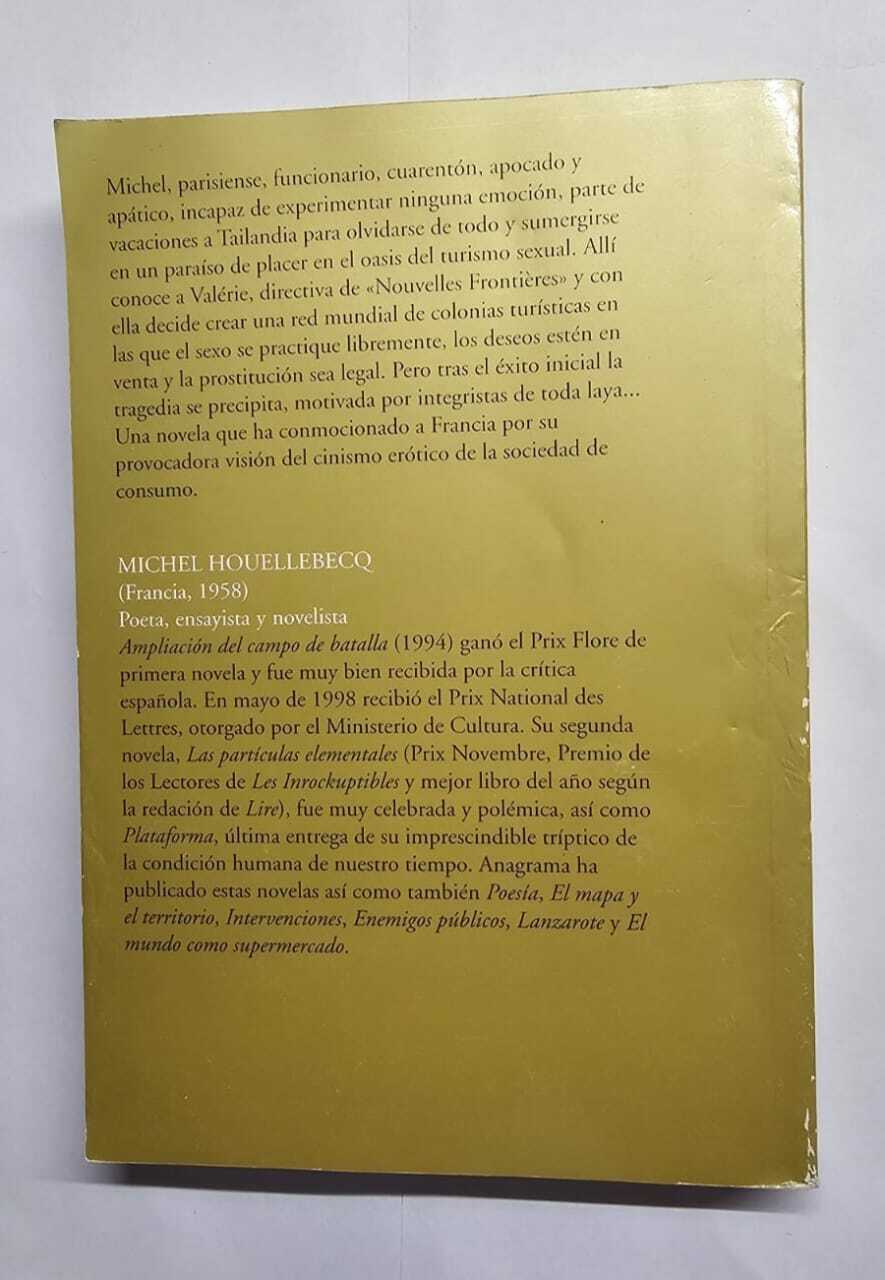 Michel, parisiense, funcionario, cuarentón, apocado y
apático, incapaz de experimentar ninguna emoción, parte de
vacaciones a Tailandia para olvidarse de todo y sumergirse
en un paraíso de placer en el oasis del turismo sexual. Allí
conoce a Valérie, directiva de «Nouvelles Frontières» y con
ella decide crear una red mundial de colonias turísticas en
las que el sexo se practique libremente, los deseos estén en
venta y la prostitución sea legal. Pero tras el éxito inicial la
tragedia se precipita, motivada por integristas de toda laya...
Una novela que ha conmocionado a Francia por su
provocadora visión del cinismo erótico de la sociedad de
consumo.
MICHEL HOUELLEBECQ
(Francia, 1958)
Poeta, ensayista y novelista
Ampliación del campo de batalla (1994) ganó el Prix Flore de
primera novela y fue muy bien recibida por la crítica
española. En mayo de 1998 recibió el Prix National des
Lettres, otorgado por el Ministerio de Cultura. Su segunda
novela, Las partículas elementales (Prix Novembre, Premio de
los Lectores de Les Inrockuptibles y mejor libro del año según
la redación de Lire), fue muy celebrada y polémica, así como
Plataforma, última entrega de su imprescindible tríptico de
la condición humana de nuestro tiempo. Anagrama ha
publicado estas novelas así como también Poesía, El mapa y
el territorio, Intervenciones, Enemigos públicos, Lanzarote y El
mundo como supermercado.